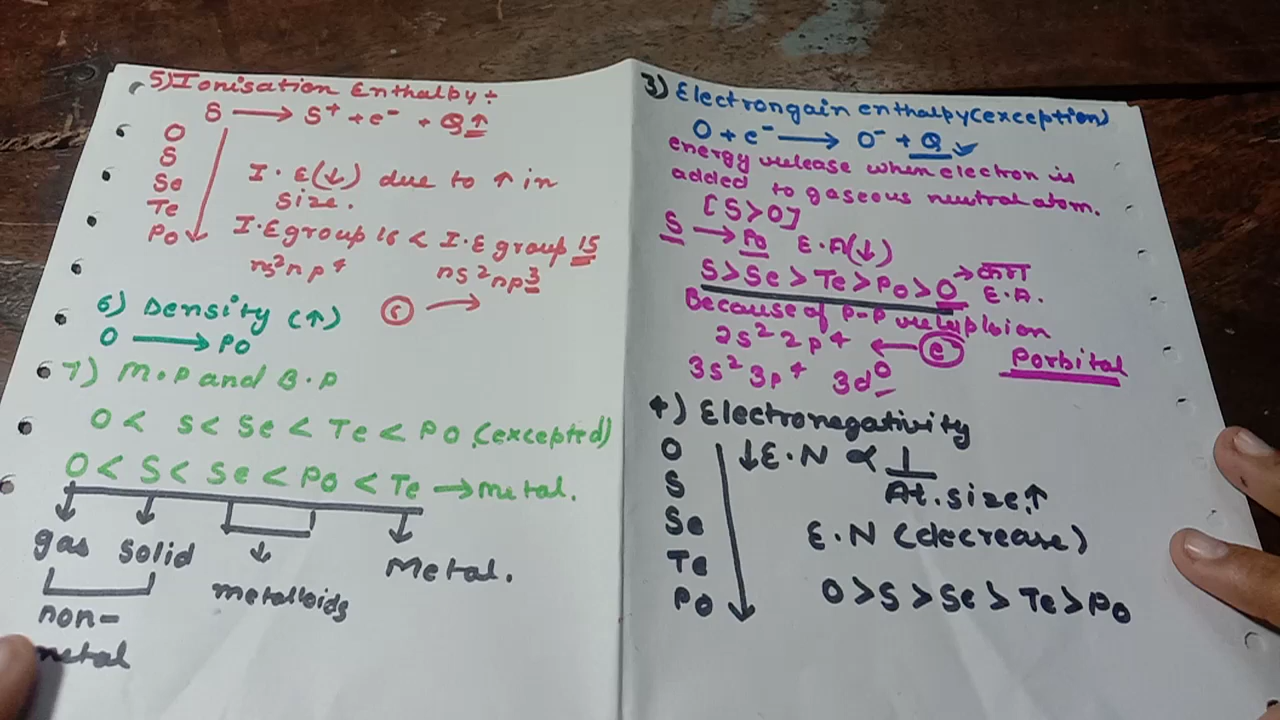 5) Ionisation Enthalpy ÷
S → S⁺ + e⁻ + Q↑
O
S
Se
Te
Po
I.E(↓) due to ↑ in
size.
I.E group 16 < I.E group 15
ns²np⁴ ns²np³
e →
6) Density (↑)
O → Po
7) M.P and B.P
O < S < Se < Te < Po (excepted)
O < S < Se < Po < Te → metal.
gas solid
metalloids
Metal.
non-
metal
3) Electrongain enthalpy (exception)
O + e⁻ → O⁻ + Q
energy release when electron is
added to gaseous neutral atom.
[S>O]
S → Po E.A(↓)
S > Se > Te > Po > O → कम
E.A.
Because of p-p
2s² 2p⁴ ← e⁻
Porbital
3s² 3p⁴ 3d⁰
4) Electronegativity
O
S
Se
Te
Po
↓E.N ∝ 1
At. size↑
E.N (decrease)
O > S > Se > Te > Po